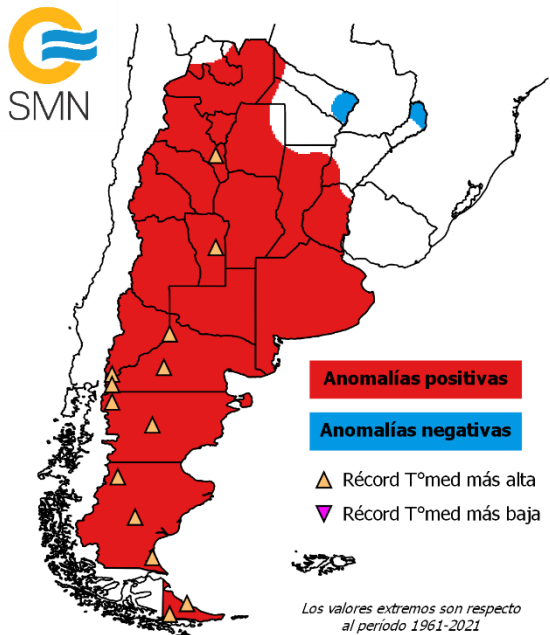 SMN
Anomalías positivas
Anomalías negativas
Récord T°med más alta
Récord T°med más baja
Los valores extremos son respecto
al período 1961-2021